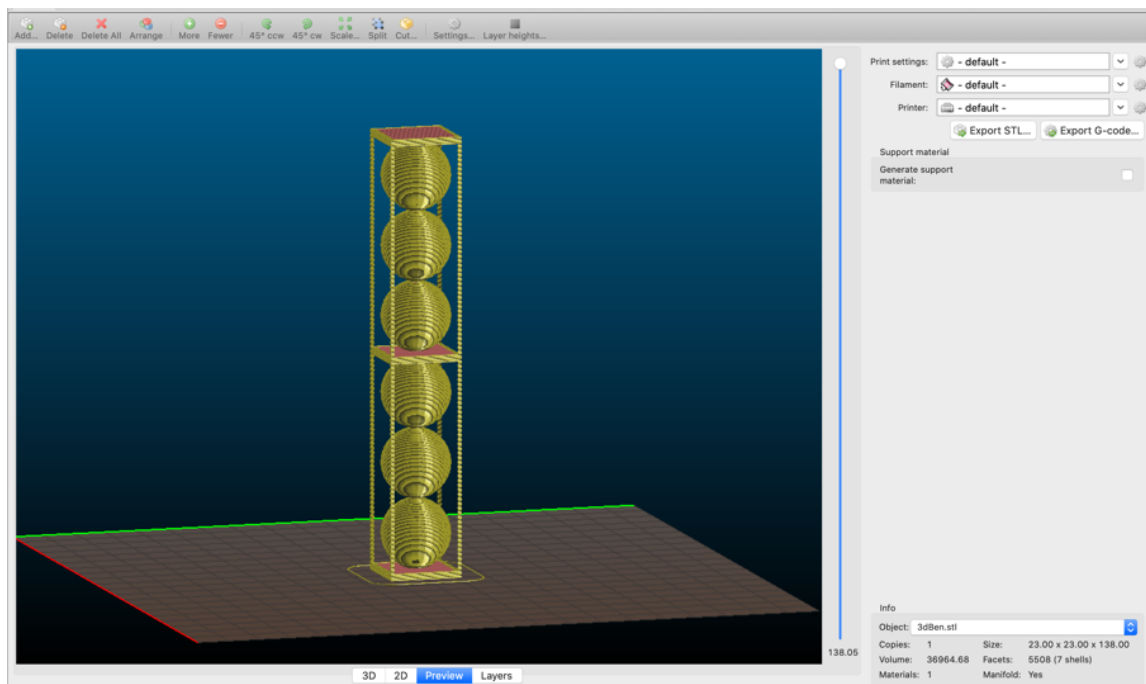 Add... Delete Delete All Arrange More Fewer 45° ccw 45° cw Scale... Split Cut... Settings... Layer heights...
Print settings: - default -
Filament: - default -
Printer: - default -
Export STL... Export G-code...
Support material
Generate support
material:
138.05
3D 2D Preview Layers
Info
Object: 3dBen.stl
Copies: 1 Size: 23.00 x 23.00 x 138.00
Volume: 36964.68 Facets: 5508 (7 shells)
Materials: 1 Manifold: Yes